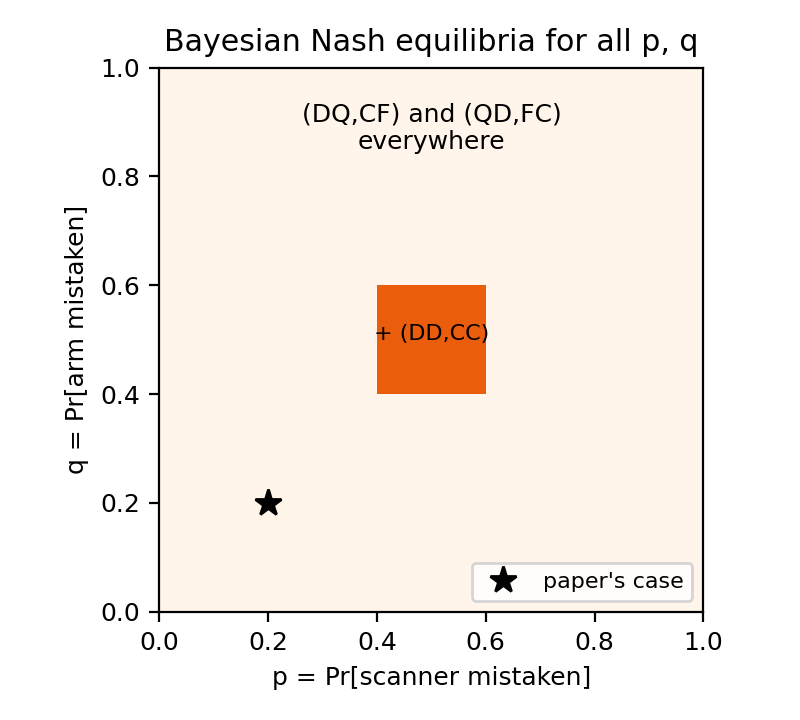 Bayesian Nash equilibria for all p, q
1.0
(DQ,CF) and (QD,FC)
everywhere
0.8
0.6
+ (DD,CC)
0.4
0.2
paper's case
0.0
0.0 0.2 0.4 0.6 0.8 1.0
p = Pr[scanner mistaken]
q = Pr[arm mistaken]